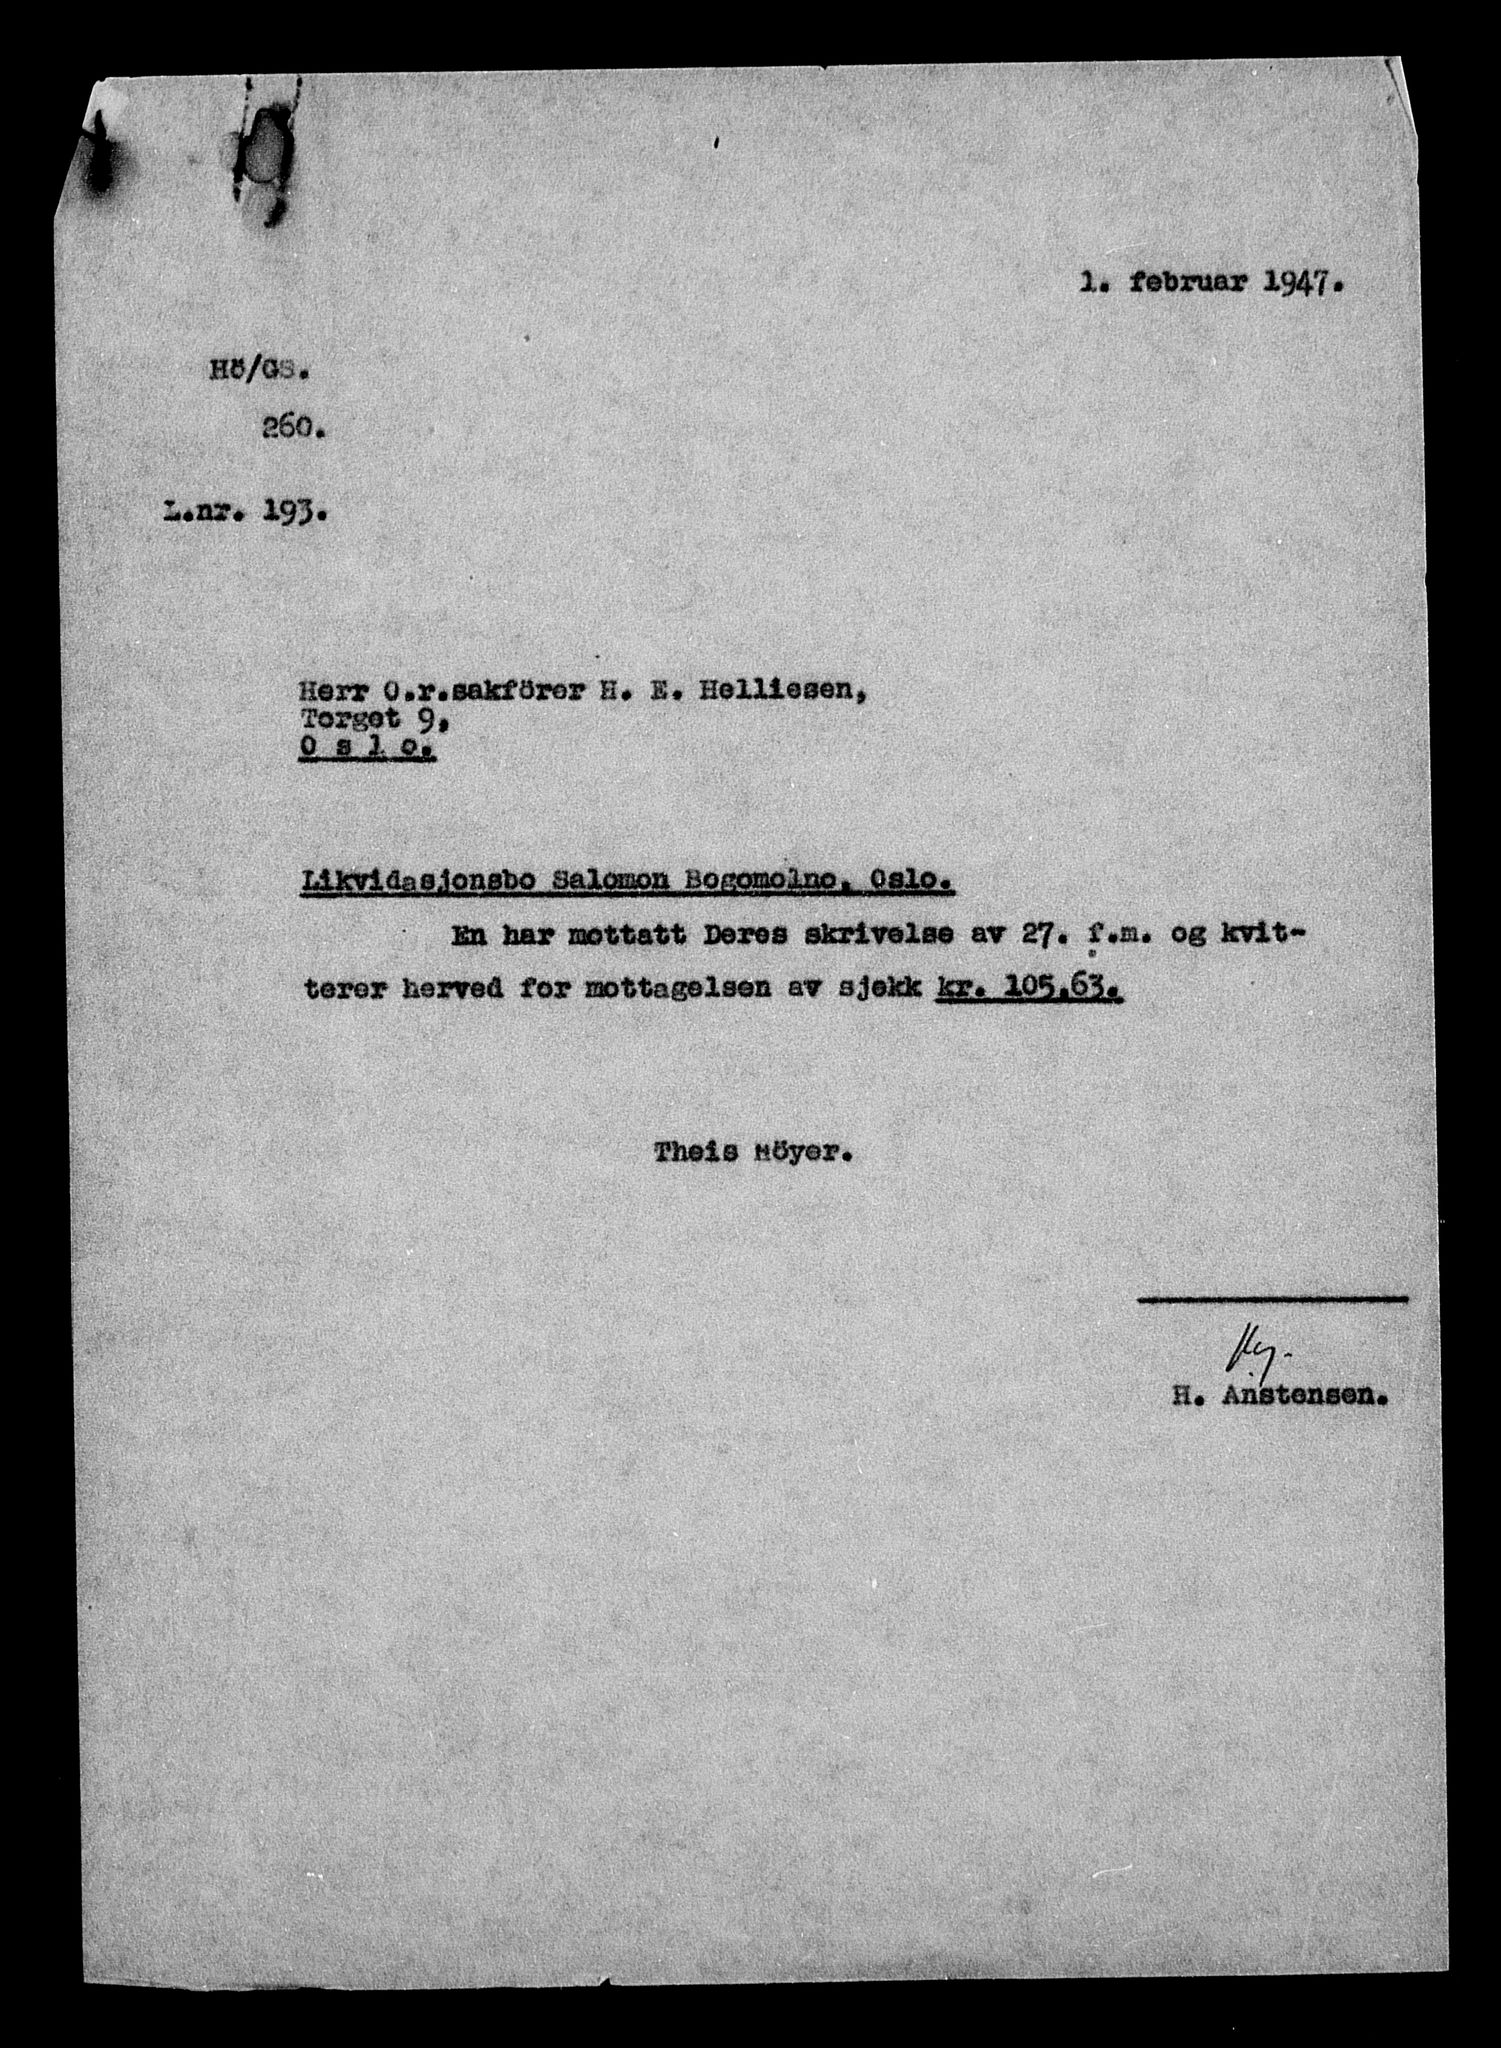 1. februar 1947.
Hö/GS.
260.
L.nr. 193.
Herr O.r.sakförer H. E. Helliesen,
Torget 9,
O s l o.
Likvidasjonsbo Salomon Bogomolno, Oslo.
En har mottatt Deres skrivelse av 27. f.m. og kvit-
terer herved for mottagelsen av sjekk kr. 105,63.
Theis Höyer.
H. Anstensen.